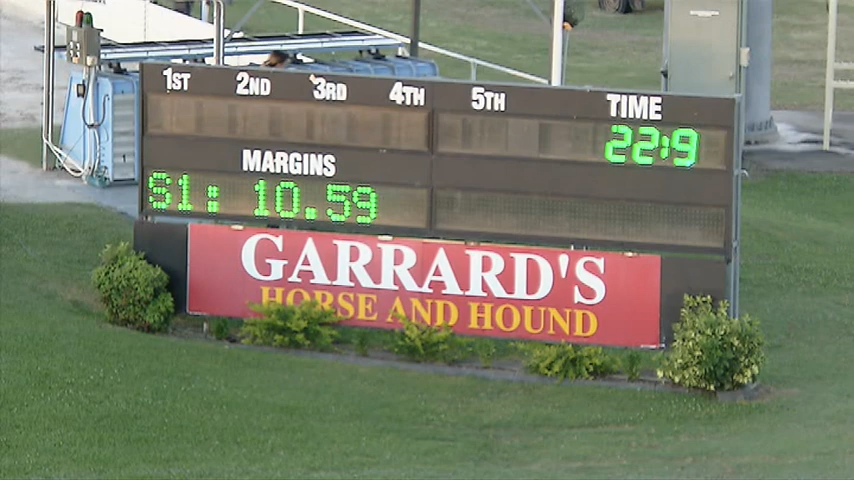 1ST 2ND 3RD 4TH 5TH TIME
22:9
MARGINS
S1: 10.59
GARRARD'S
HORSE AND HOUND